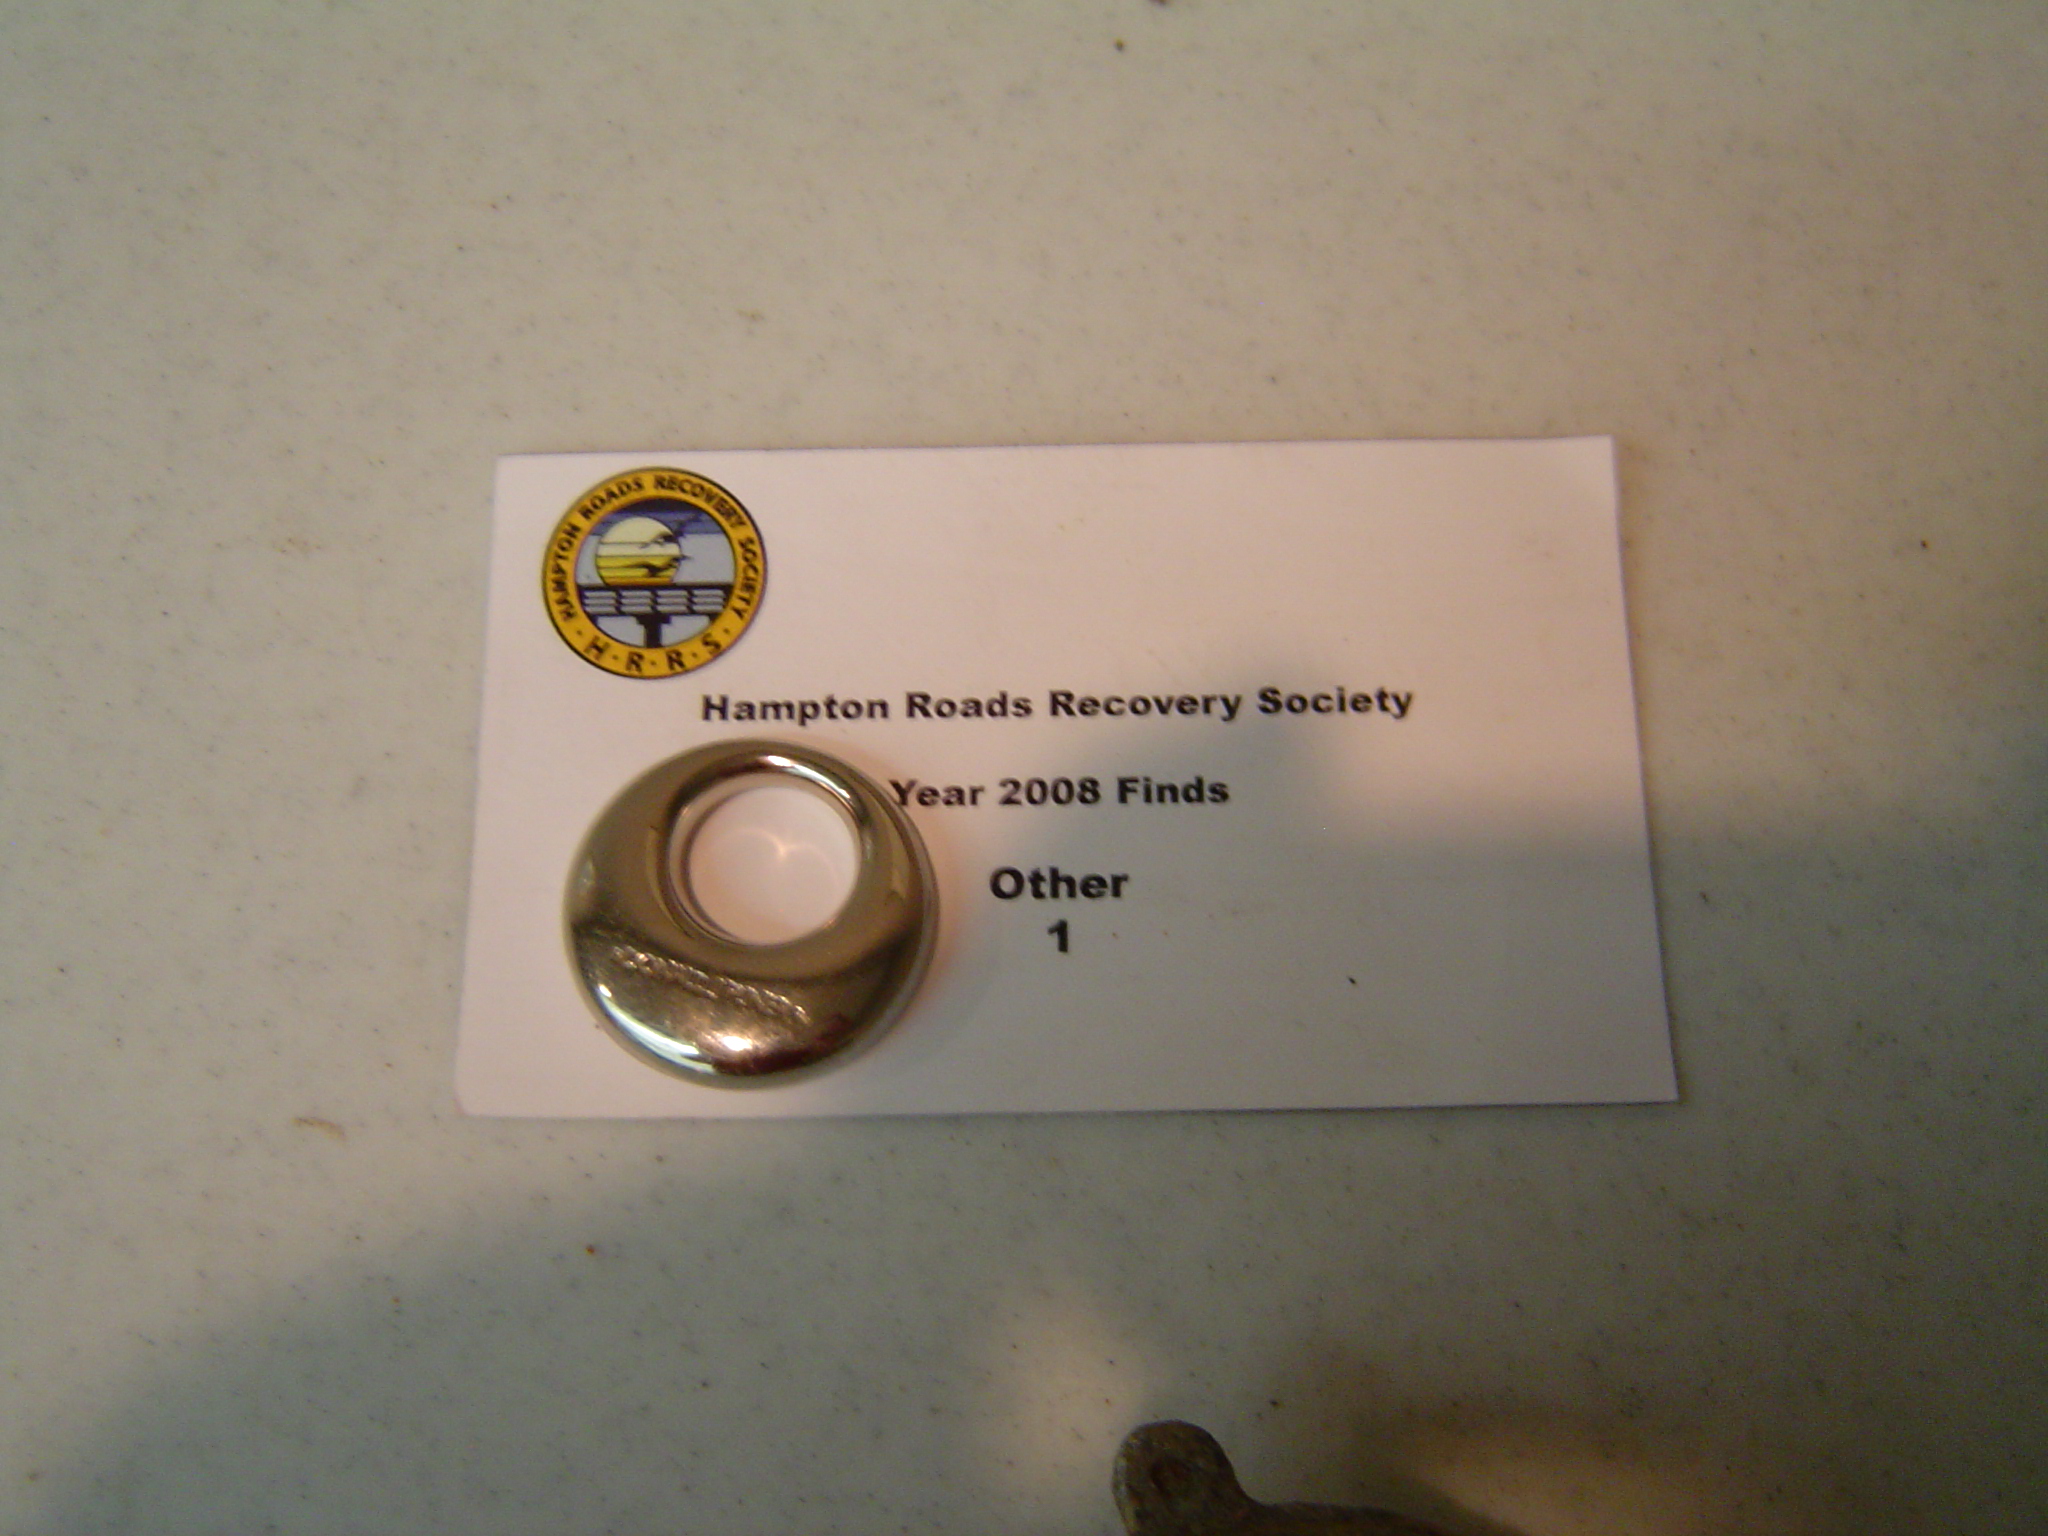 HAMPTON ROADS RECOVERY SOCIETY
· H · R · R · S ·
Hampton Roads Recovery Society
Year 2008 Finds
Other
1